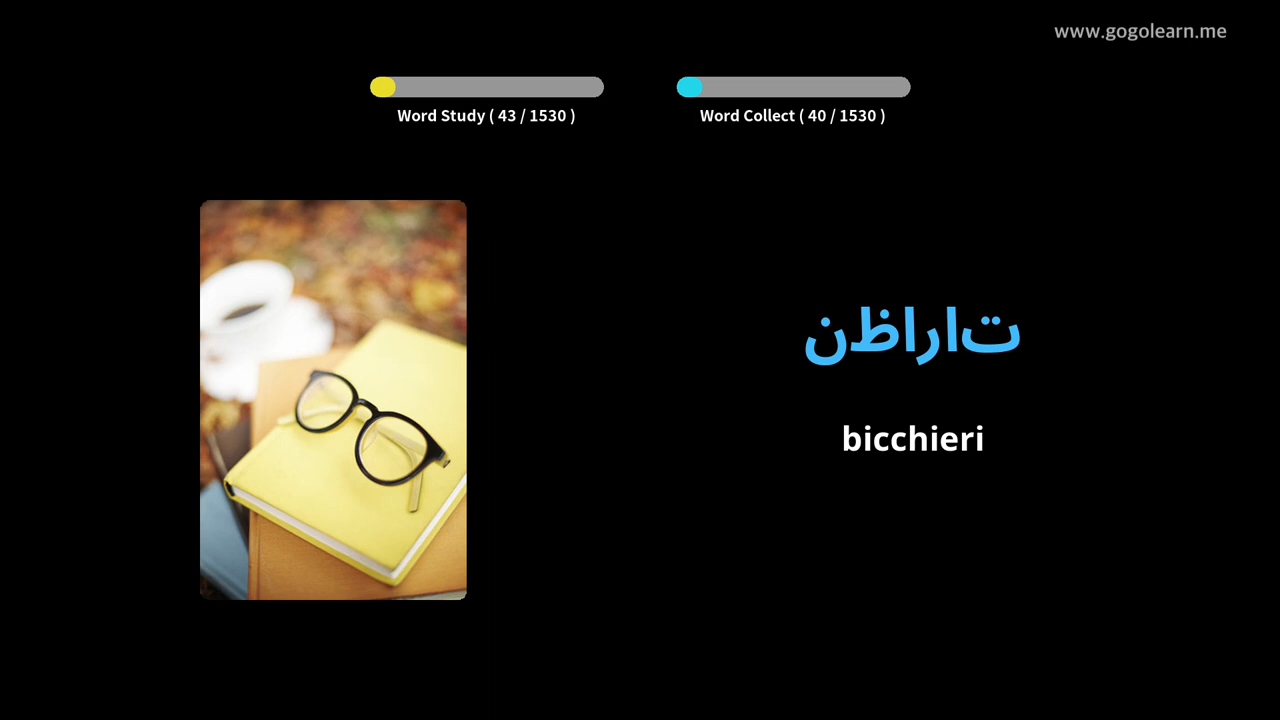 www.gogolearn.me
Word Study ( 43 / 1530 )
Word Collect ( 40 / 1530 )
تاراظن
bicchieri